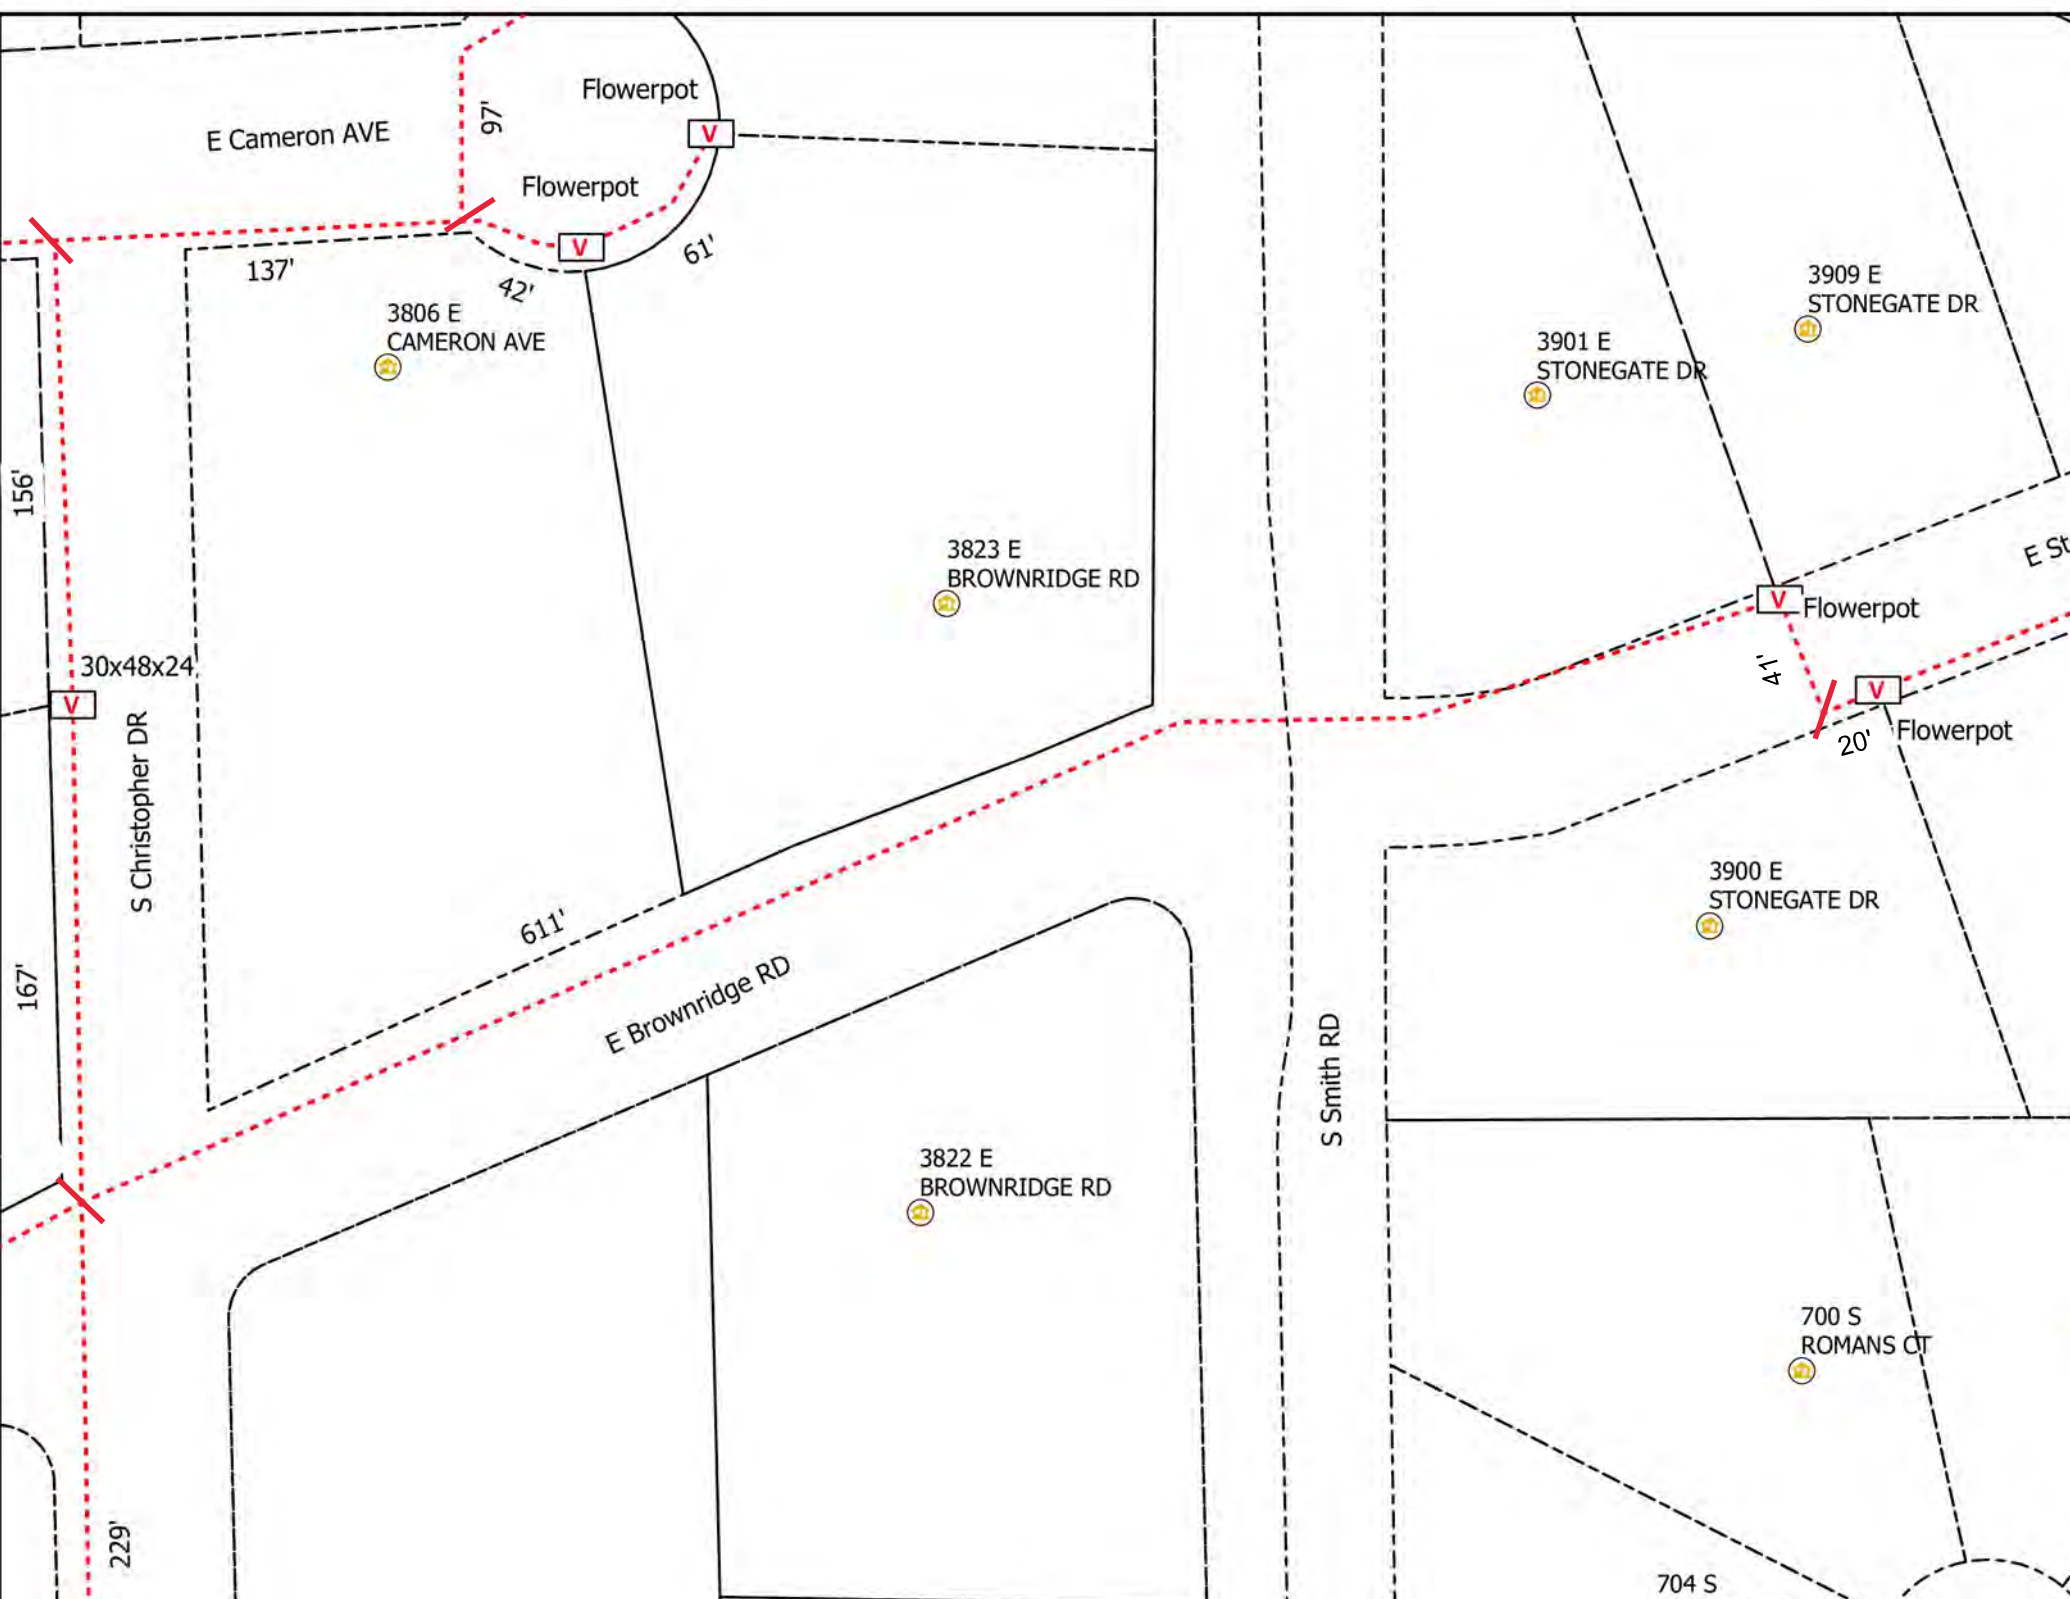 Flowerpot
97'
E Cameron AVE
V
Flowerpot
V
61'
137'
42'
3806 E
CAMERON AVE
3909 E
STONEGATE DR
3901 E
STONEGATE DR
156'
3823 E
BROWNRIDGE RD
E St
V
Flowerpot
30x48x24
V
41'
V
Flowerpot
20'
S Christopher DR
3900 E
STONEGATE DR
611'
167'
E Brownridge RD
S Smith RD
3822 E
BROWNRIDGE RD
700 S
ROMANS CT
229'
704 S